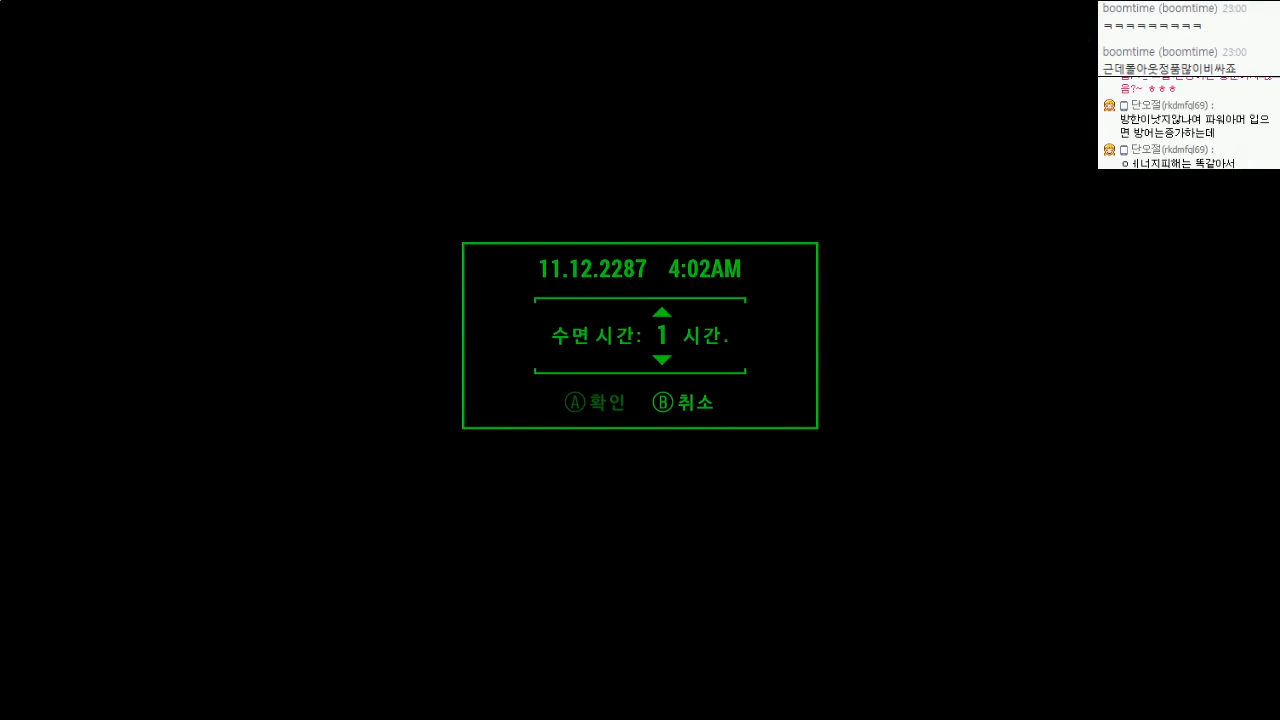 boomtime (boomtime) 23:00
ㅋㅋㅋㅋㅋㅋㅋㅋㅋ
boomtime (boomtime) 23:00
근데폴아웃정품많이비싸죠
음?~ ㅎㅎㅎ
단오절(rkdmfql69) :
방한이낫지않나여 파워아머 입으
면 방어는증가하는데
단오절(rkdmfql69) :
ㅇㅔ너지피해는 똑같아서
11.12.2287 4:02AM
수면 시간: 1 시간.
Ⓐ확인 Ⓑ취소